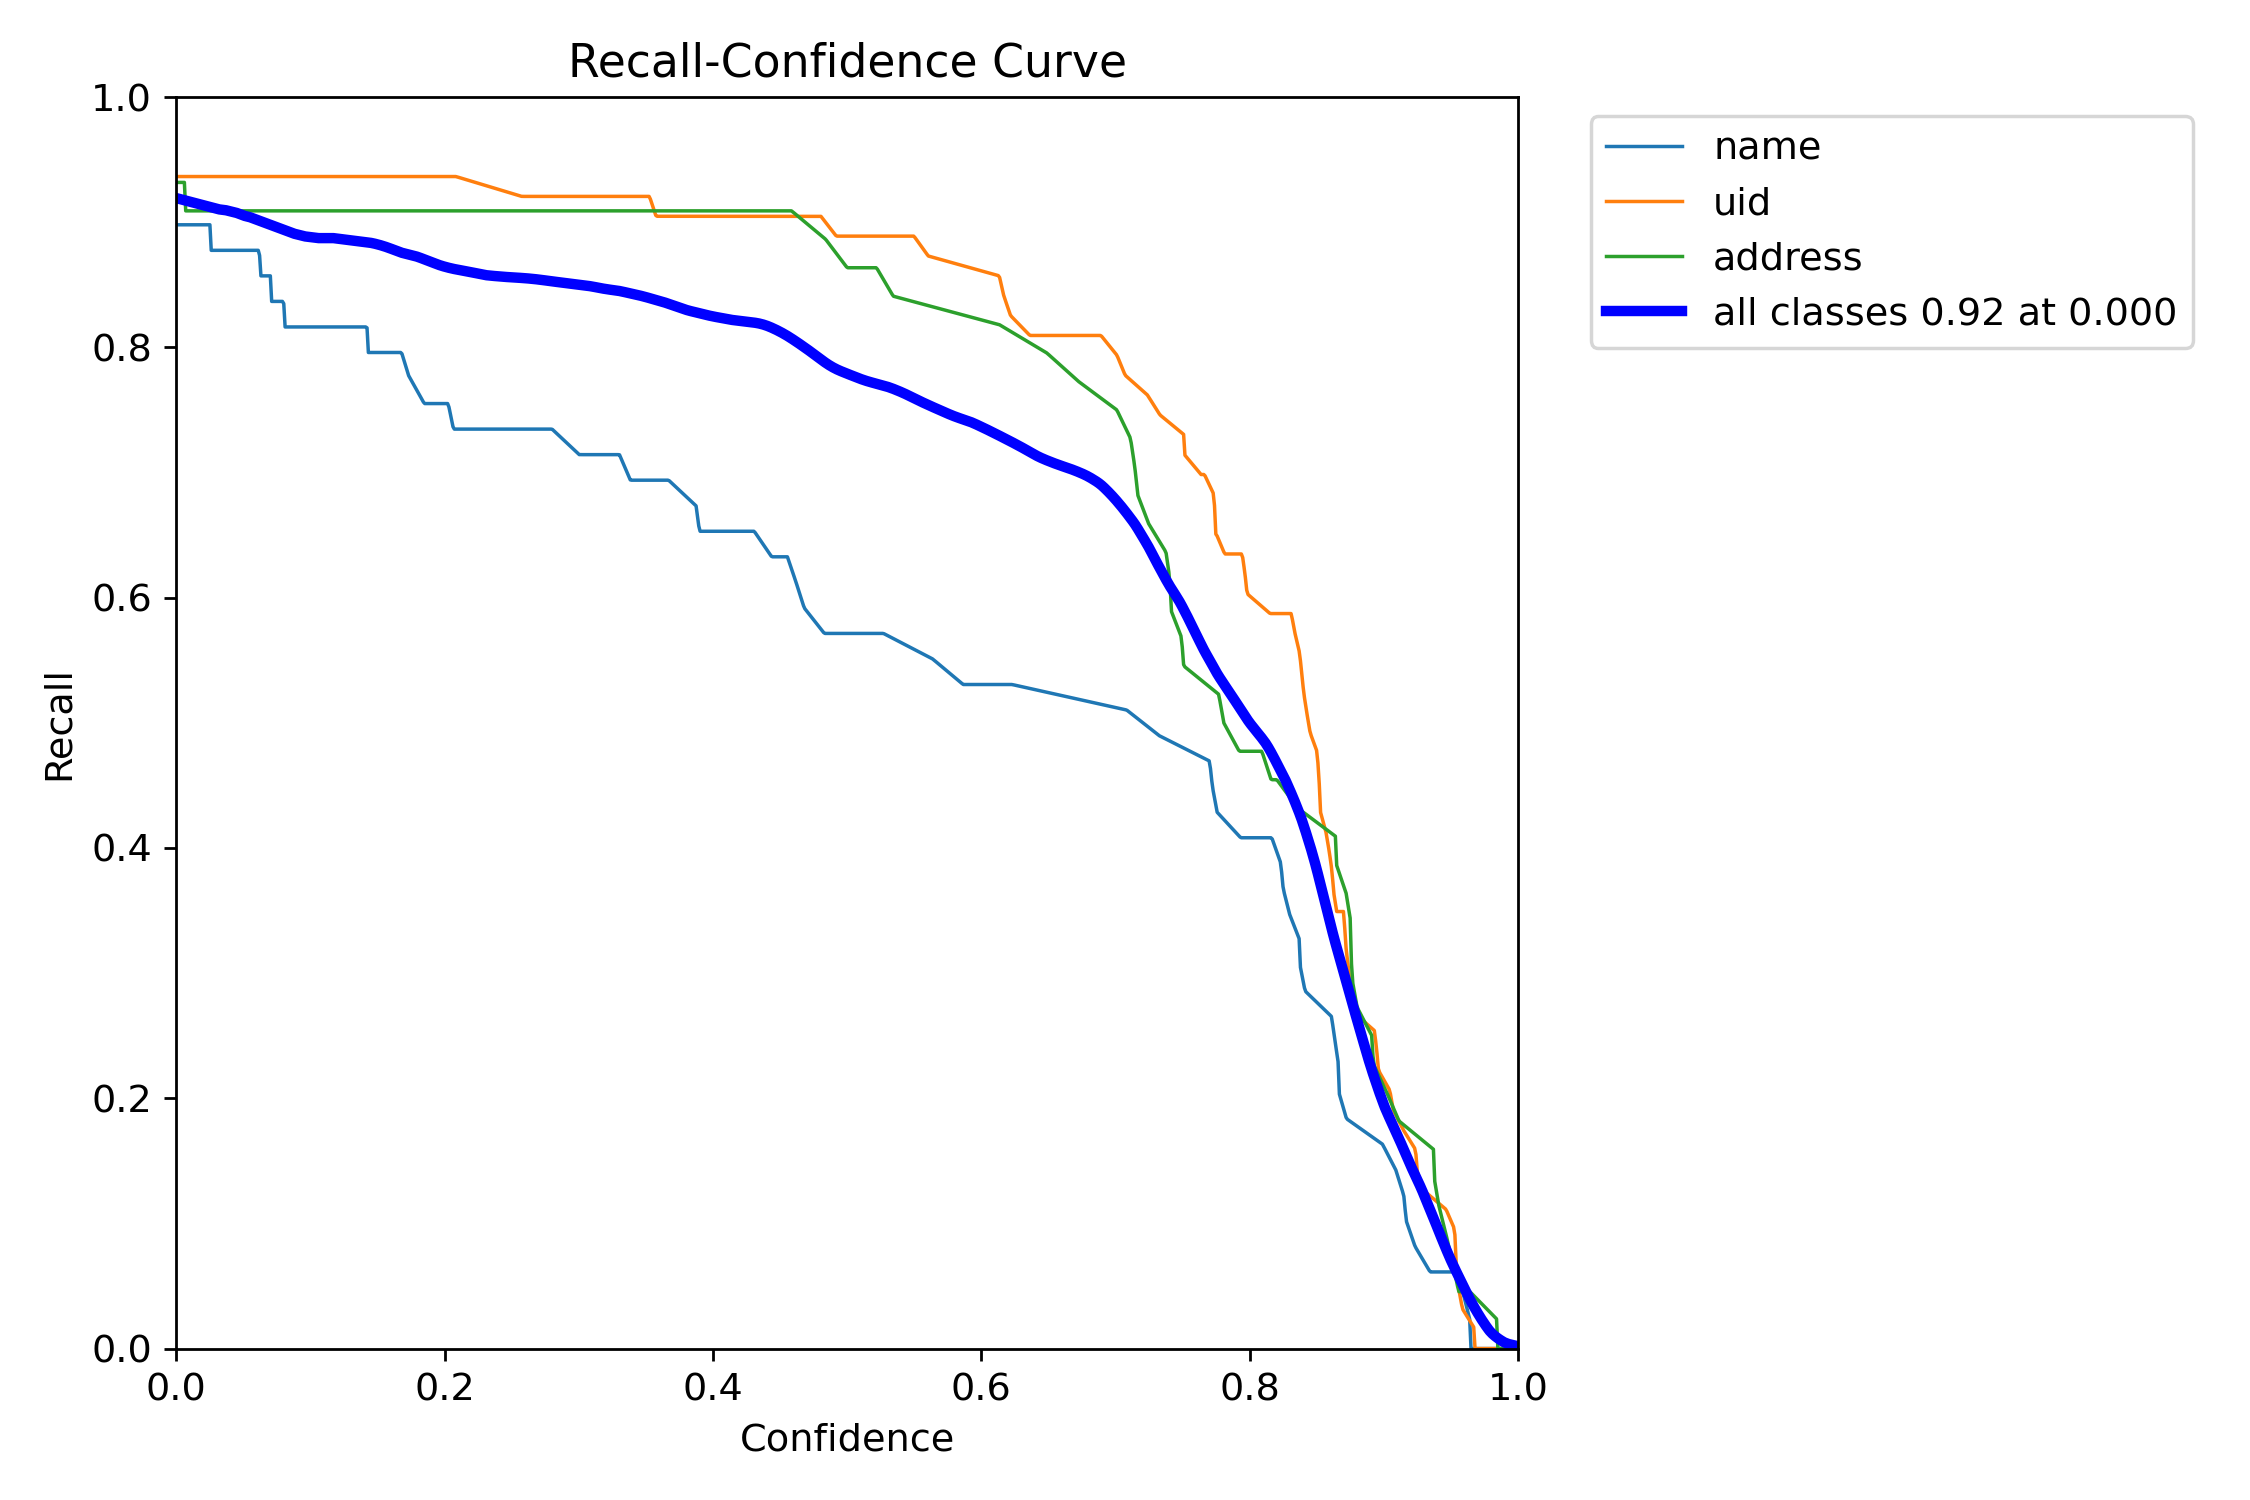 Recall-Confidence Curve
1.0
0.8
0.6
0.4
0.2
0.0
Recall
0.0 0.2 0.4 0.6 0.8 1.0
Confidence
name
uid
address
all classes 0.92 at 0.000